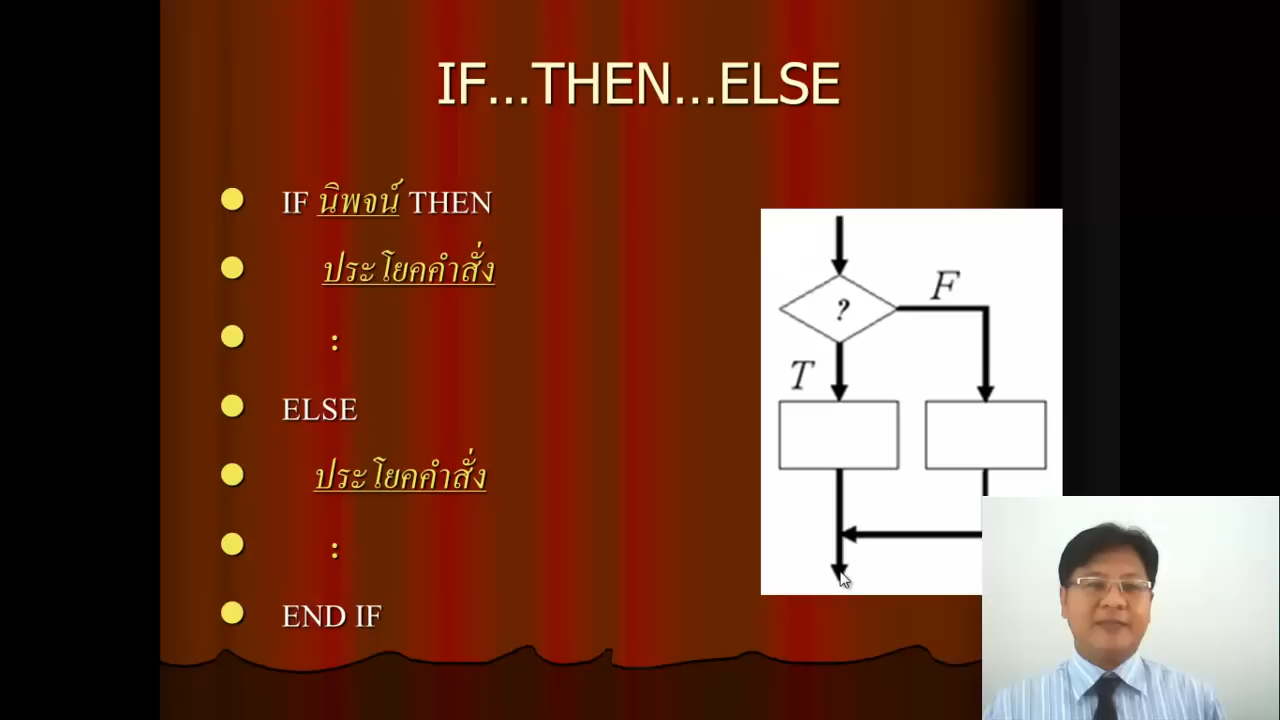 IF...THEN...ELSE
IF นิพจน์ THEN
ประโยคคำสั่ง
:
ELSE
ประโยคคำสั่ง
:
END IF
F
?
T